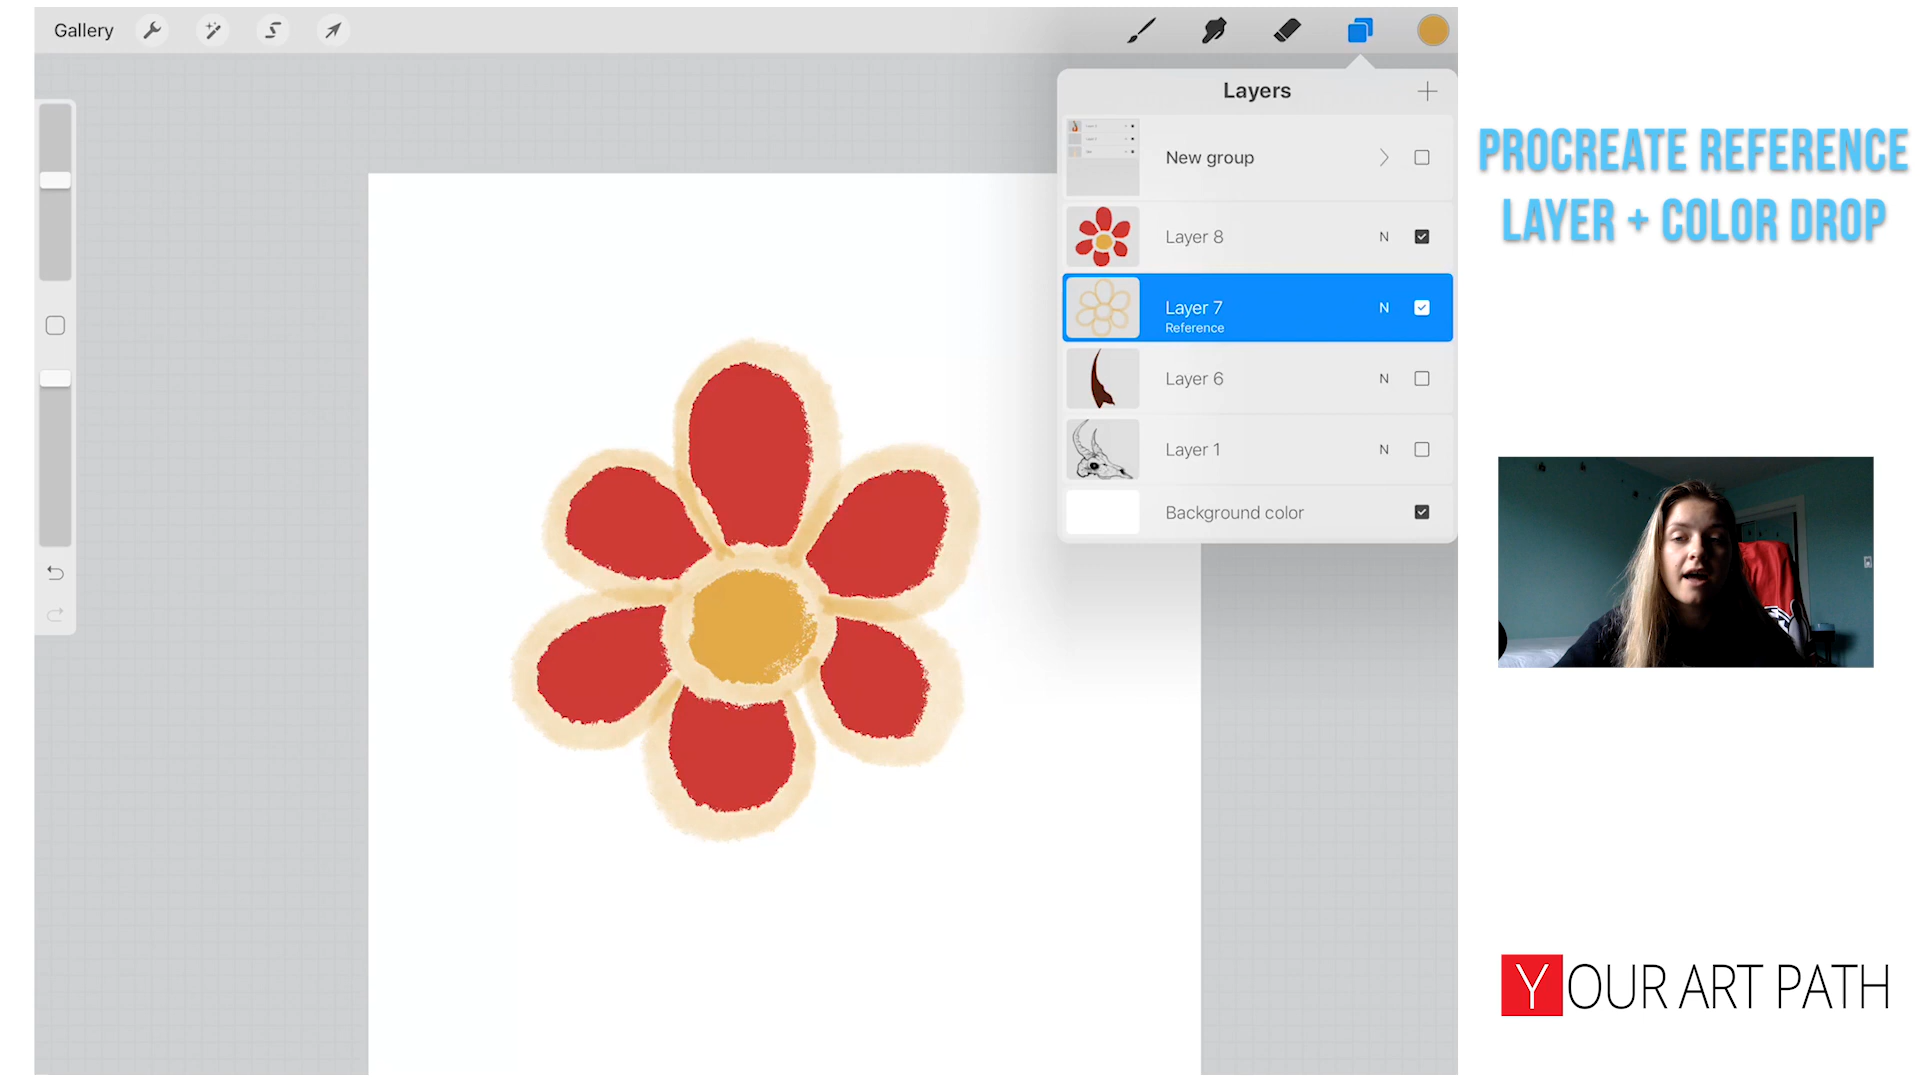 Gallery
Layers
New group
Layer 8 N
Layer 7 N
Reference
Layer 6 N
Layer 1 N
Background color
PROCREATE REFERENCE
LAYER + COLOR DROP
YOUR ART PATH